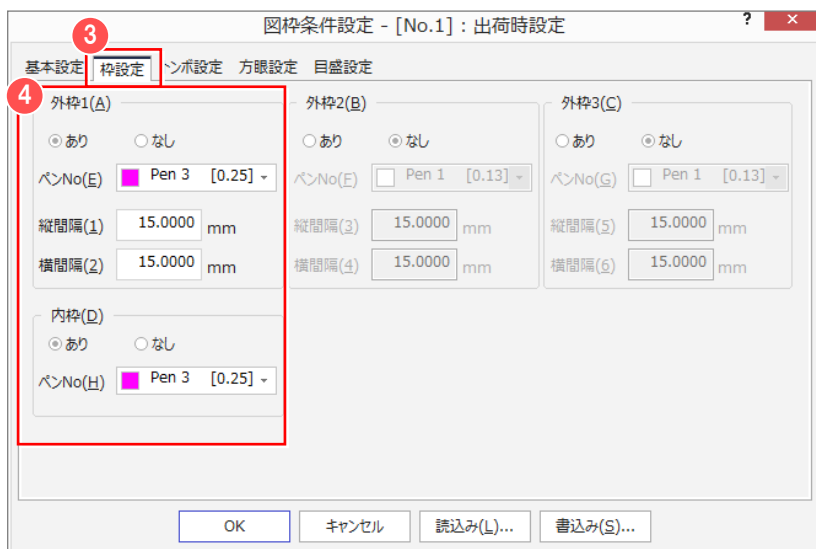 図枠条件設定 - [No.1]：出荷時設定
?
3
基本設定 枠設定 トンボ設定 方眼設定 目盛設定
4
外枠1(A)
あり なし
ペンNo(E) Pen 3 [0.25]
縦間隔(1) 15.0000 mm
横間隔(2) 15.0000 mm
内枠(D)
あり なし
ペンNo(H) Pen 3 [0.25]
外枠2(B)
あり なし
ペンNo(F) Pen 1 [0.13]
縦間隔(3) 15.0000 mm
横間隔(4) 15.0000 mm
外枠3(C)
あり なし
ペンNo(G) Pen 1 [0.13]
縦間隔(5) 15.0000 mm
横間隔(6) 15.0000 mm
OK キャンセル 読込み(L)... 書込み(S)...